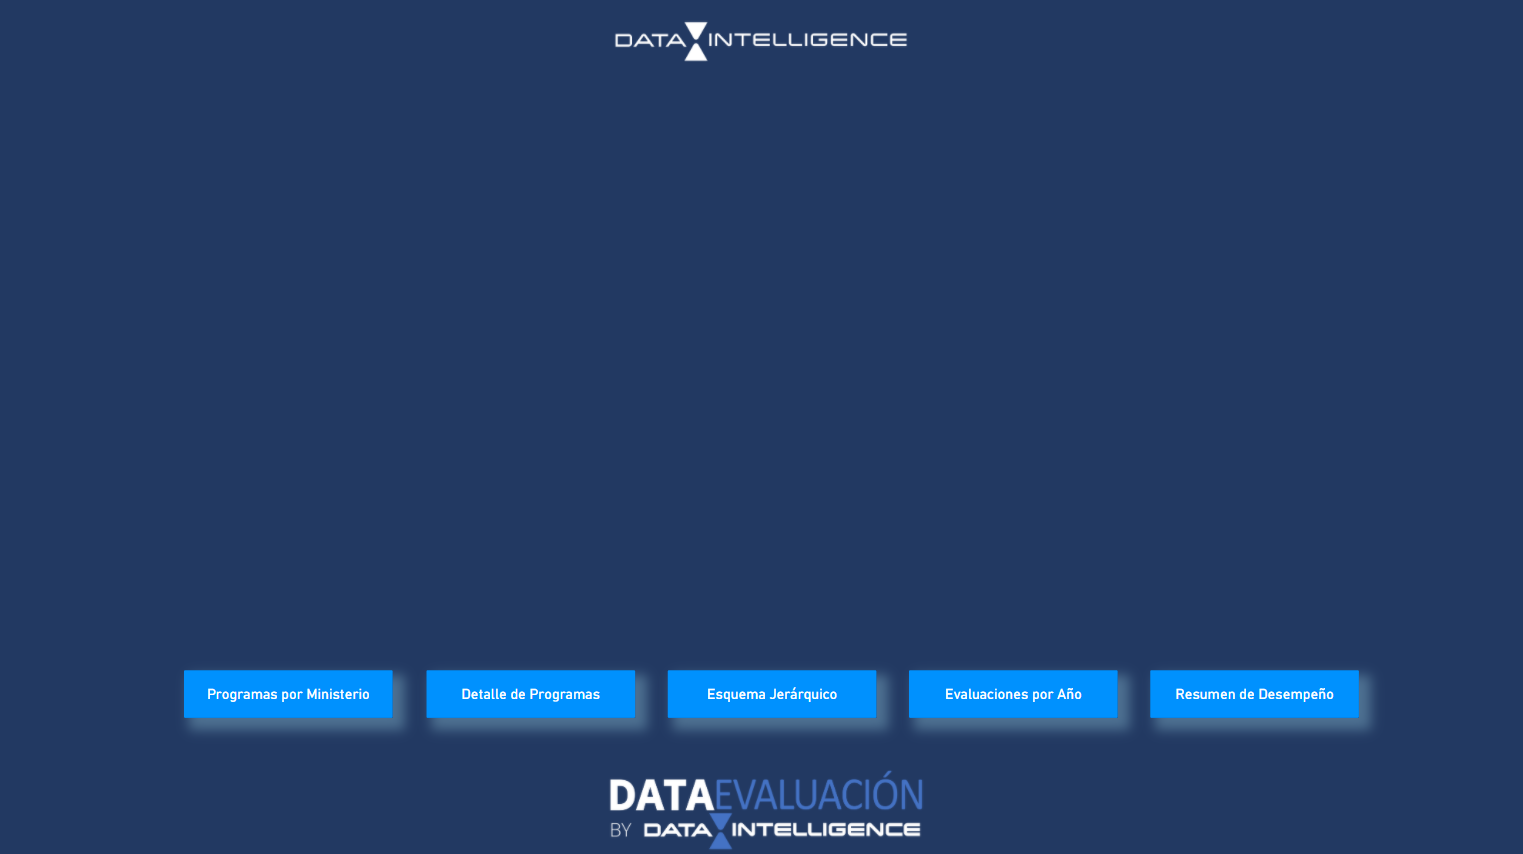 DATA INTELLIGENCE
Programas por Ministerio
Detalle de Programas
Esquema Jerárquico
Evaluaciones por Año
Resumen de Desempeño
DATAEVALUACIÓN
BY DATA INTELLIGENCE